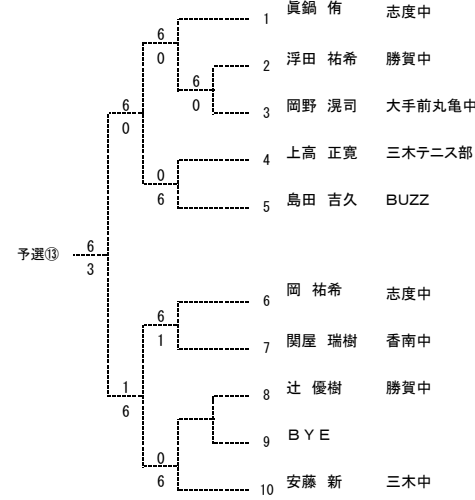 1 眞鍋 侑 志度中
6
0
6
0
2 浮田 祐希 勝賀中
3 岡野 滉司 大手前丸亀中
6
0
4 上高 正寛 三木テニス部
0
6
5 島田 吉久 BUZZ
予選⑬ 6
3
6 岡 祐希 志度中
6
1
7 関屋 瑞樹 香南中
1
6
8 辻 優樹 勝賀中
9 ＢＹＥ
0
6
10 安藤 新 三木中